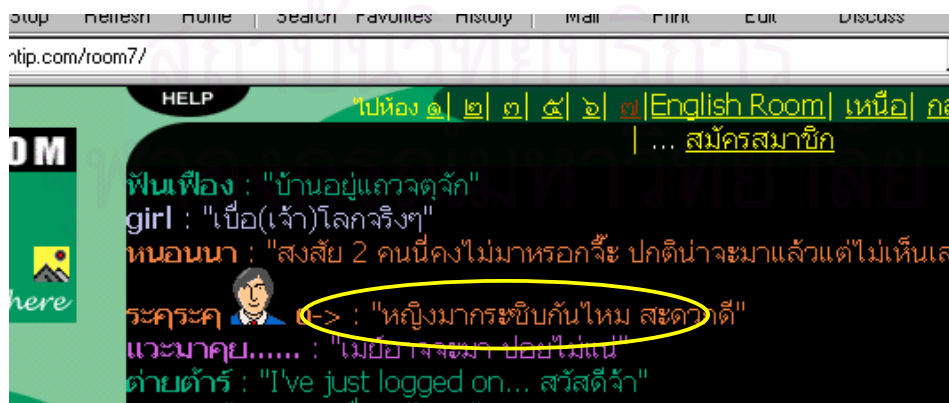 Stop Refresh Home Search Favorites History Mail Print Edit Discuss
ntip.com/room7/
HELP
ไปห้อง ๑| ๒| ๓| ๕| ๖| ๗|English Room| เหนือ|
| ... สมัครสมาชิก
OM
ฟันเฟือง : "บ้านอยู่แถวจตุจัก"
girl : "เบื่อ(เจ้า)โลกจริงๆ"
หนอนนา : "สงสัย 2 คนนี่คงไม่มาหรอกจี๊ะ ปกติน่าจะมาแล้วแต่ไม่เห็นเล
here
ระคุระคุ -> : "หญิงมากระซิบกันไหม สะดวกดี"
แวะมาคุย...... : "เมย์อาจจะมา ปอยไม่แน่"
ต่ายต้าร์ : "I've just logged on... สวัสดีจ้า"